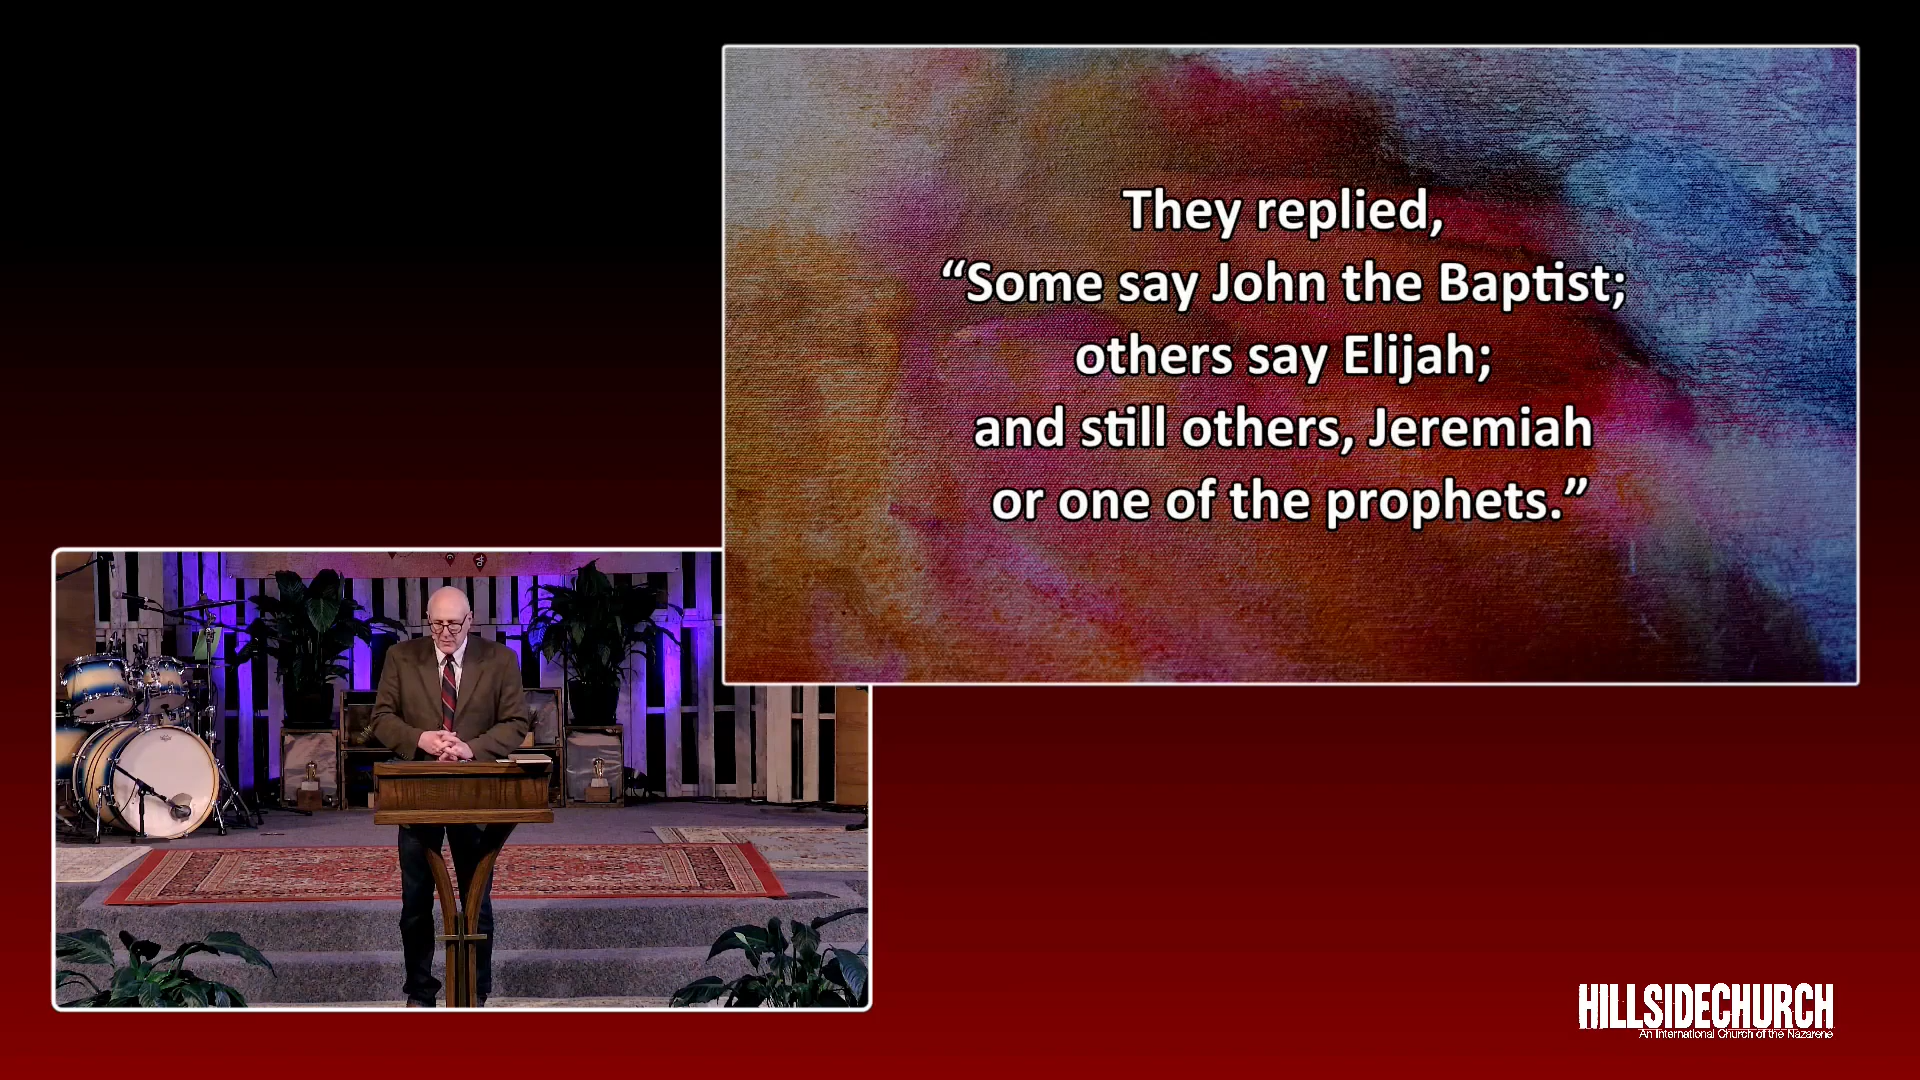 They replied,
“Some say John the Baptist;
others say Elijah;
and still others, Jeremiah
or one of the prophets.”
HILLSIDECHURCH
An International Church of the Nazarene